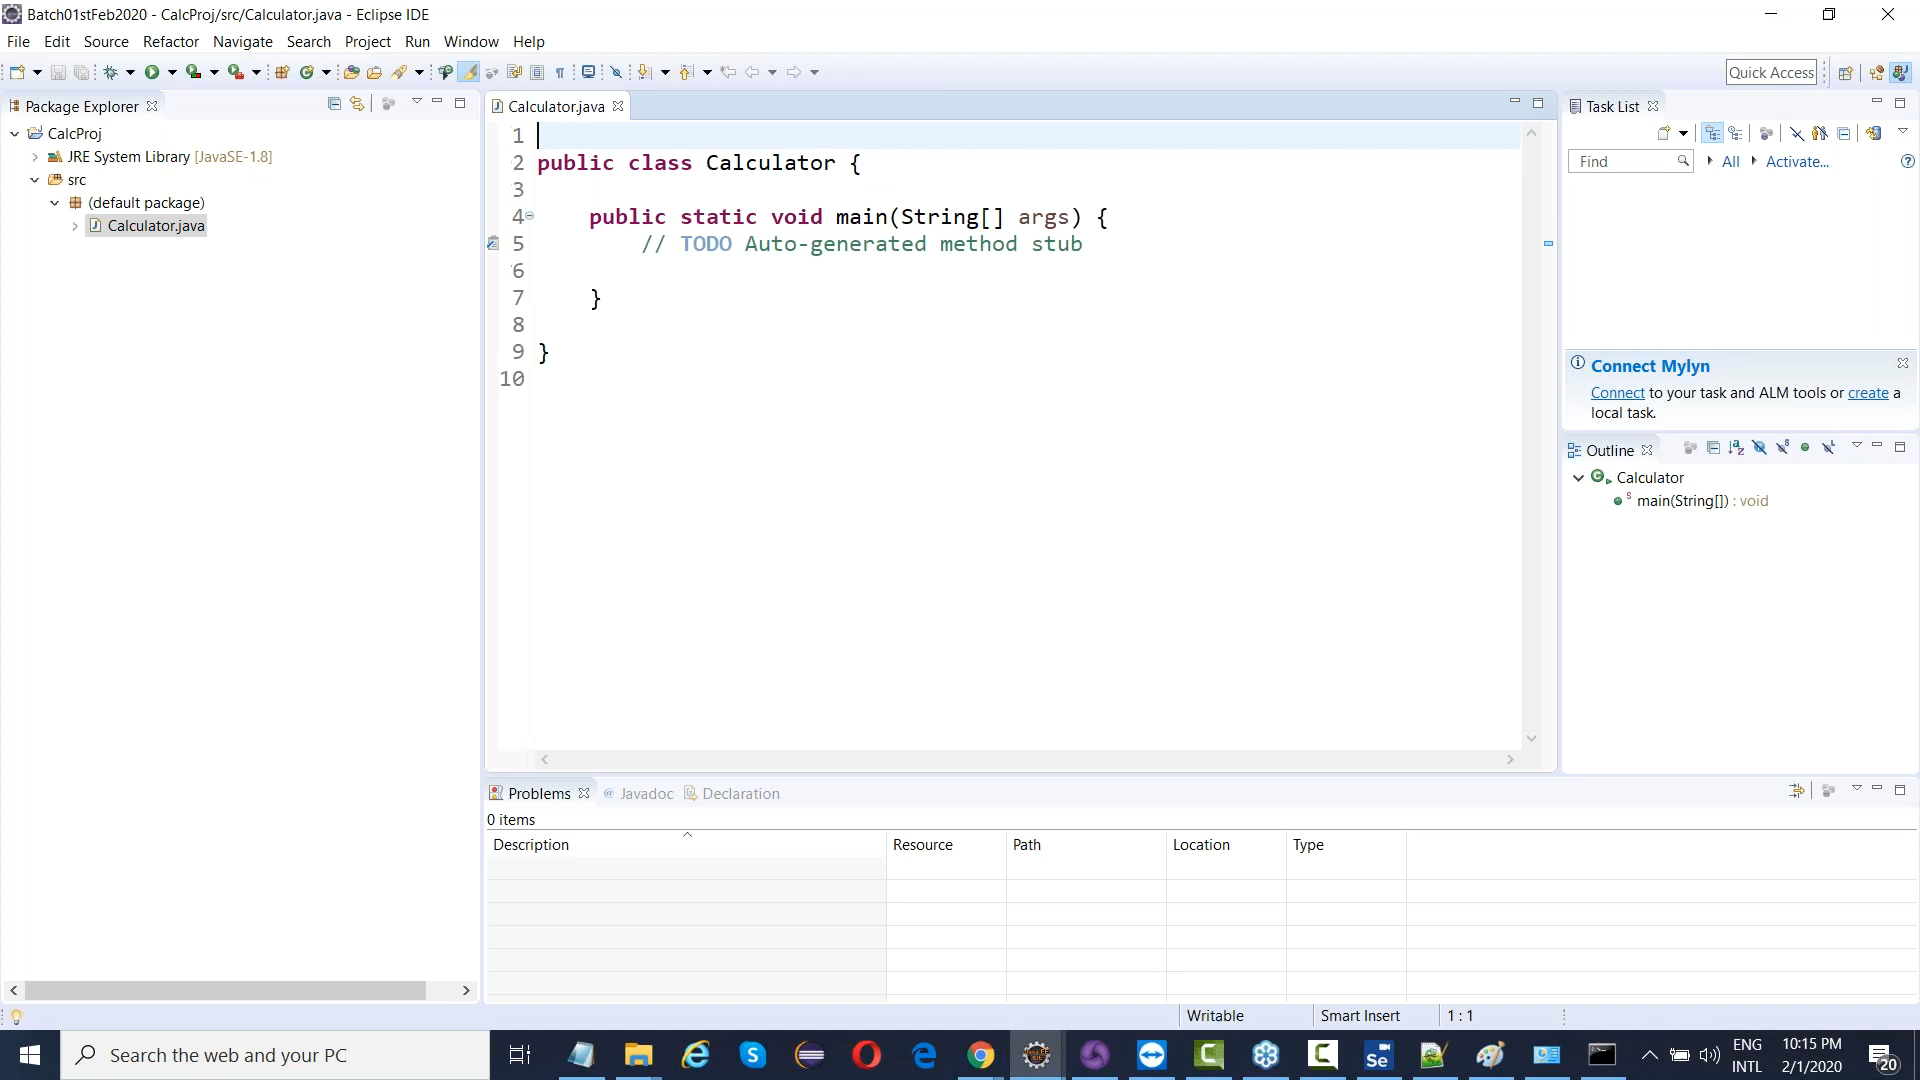 Batch01stFeb2020 - CalcProj/src/Calculator.java - Eclipse IDE
File Edit Source Refactor Navigate Search Project Run Window Help
Quick Access
Package Explorer
CalcProj
JRE System Library [JavaSE-1.8]
src
(default package)
Calculator.java
Calculator.java
1
2 public class Calculator {
3
4 public static void main(String[] args) {
5 // TODO Auto-generated method stub
6
7 }
8
9 }
10
Task List
Find All Activate...
Connect Mylyn
Connect to your task and ALM tools or create a
local task.
Outline
Calculator
main(String[]) : void
Problems Javadoc Declaration
0 items
Description Resource Path Location Type
Writable Smart Insert 1 : 1
Search the web and your PC
Se
ENG
INTL
10:15 PM
2/1/2020
20